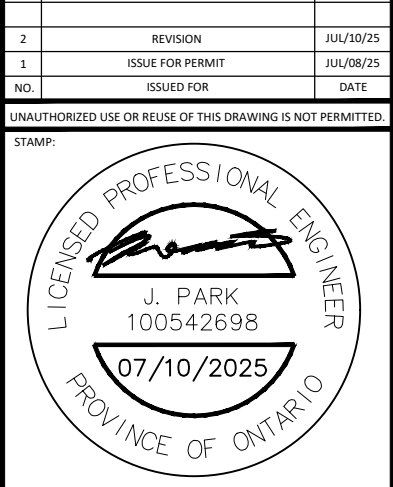 2 REVISION JUL/10/25
1 ISSUE FOR PERMIT JUL/08/25
NO. ISSUED FOR DATE
UNAUTHORIZED USE OR REUSE OF THIS DRAWING IS NOT PERMITTED.
STAMP:
LICENSED PROFESSIONAL ENGINEER
J. PARK
100542698
07/10/2025
PROVINCE OF ONTARIO